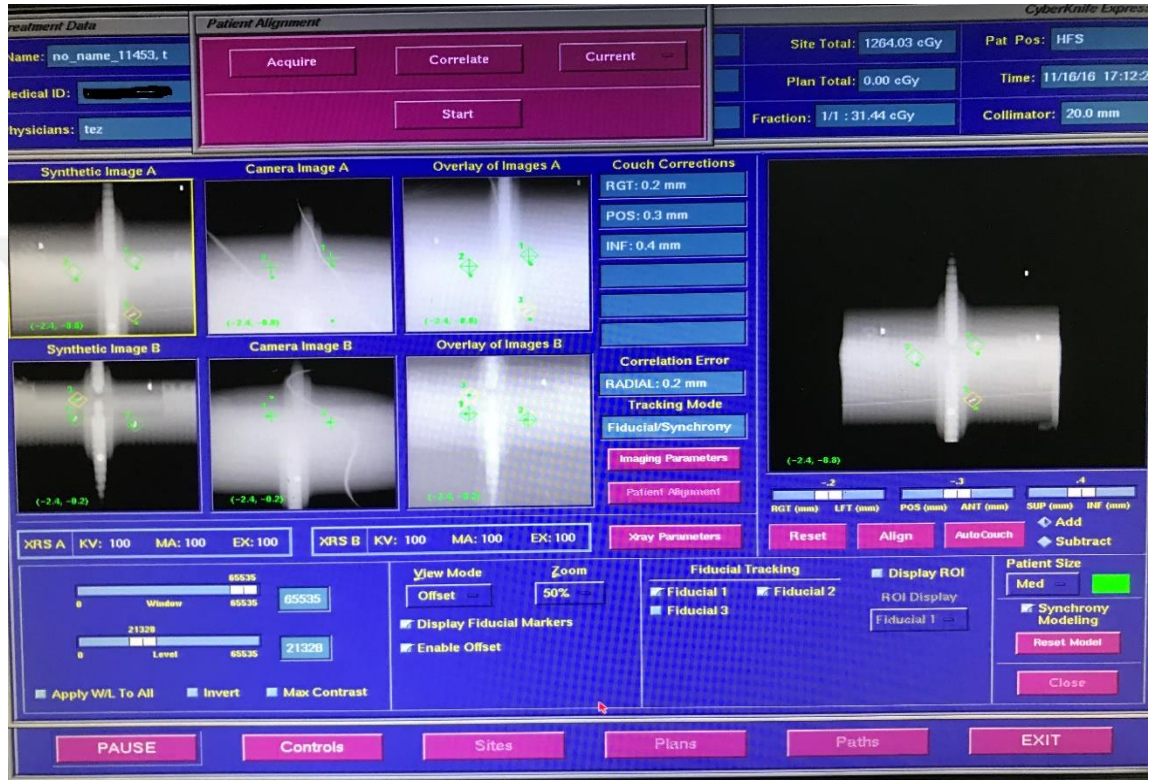 CyberKnife Express
reatment Data
Patient Alignment
Name: no_name_11453, t
Medical ID:
hysicians: tez
Acquire
Correlate
Current
Start
Site Total: 1264.03 cGy
Pat Pos: HFS
Plan Total: 0.00 cGy
Time: 11/16/16 17:12:2
Fraction: 1/1 : 31.44 cGy
Collimator: 20.0 mm
Synthetic Image A
Camera Image A
Overlay of Images A
Couch Corrections
RGT: 0.2 mm
POS: 0.3 mm
INF: 0.4 mm
(-2.4, -8.8)
(-2.4, -8.8)
(-2.4, -8.8)
Synthetic Image B
Camera Image B
Overlay of Images B
Correlation Error
RADIAL: 0.2 mm
Tracking Mode
Fiducial/Synchrony
Imaging Parameters
Patient Alignment
Xray Parameters
(-2.4, -0.2)
(-2.4, -0.2)
(-2.4, -0.2)
(-2.4, -8.8)
-.2
-.3
.4
RGT (mm) LFT (mm)
POS (mm) ANT (mm)
SUP (mm) INF (mm)
Reset
Align
AutoCouch
Add
Subtract
XRS A KV: 100 MA: 100 EX: 100
XRS B KV: 100 MA: 100 EX: 100
65535
0 Window 65535
65535
21328
0 Level 65535
21328
Apply W/L To All
Invert
Max Contrast
View Mode
Zoom
Offset
50%
Display Fiducial Markers
Enable Offset
Fiducial Tracking
Fiducial 1
Fiducial 2
Fiducial 3
Display ROI
ROI Display
Fiducial 1
Patient Size
Med
Synchrony
Modeling
Reset Model
Close
PAUSE
Controls
Sites
Plans
Paths
EXIT